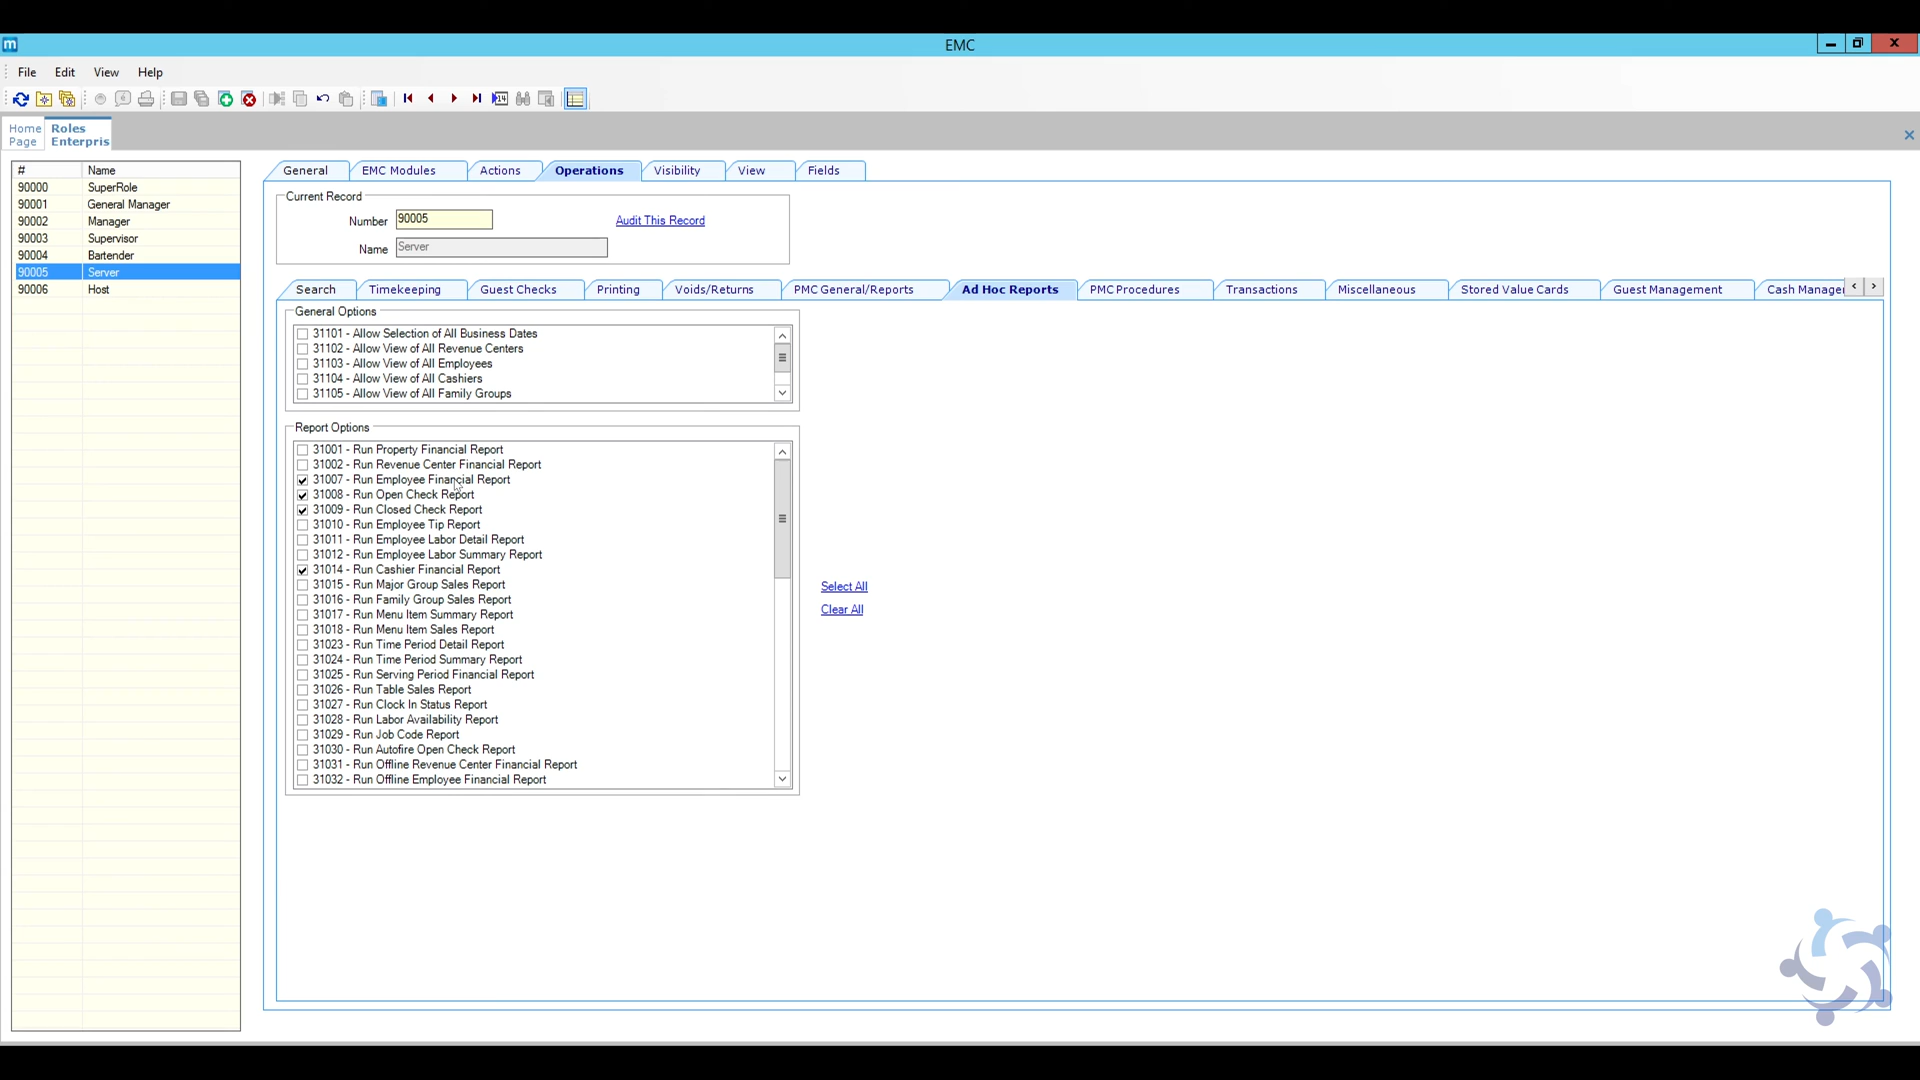 m
EMC
File Edit View Help
Home Page
Roles Enterpris
# Name
90000 SuperRole
90001 General Manager
90002 Manager
90003 Supervisor
90004 Bartender
90005 Server
90006 Host
General EMC Modules Actions Operations Visibility View Fields
Current Record
Number 90005 Audit This Record
Name Server
Search Timekeeping Guest Checks Printing Voids/Returns PMC General/Reports Ad Hoc Reports PMC Procedures Transactions Miscellaneous Stored Value Cards Guest Management Cash Manager
General Options
31101 - Allow Selection of All Business Dates
31102 - Allow View of All Revenue Centers
31103 - Allow View of All Employees
31104 - Allow View of All Cashiers
31105 - Allow View of All Family Groups
Report Options
31001 - Run Property Financial Report
31002 - Run Revenue Center Financial Report
31007 - Run Employee Financial Report
31008 - Run Open Check Report
31009 - Run Closed Check Report
31010 - Run Employee Tip Report
31011 - Run Employee Labor Detail Report
31012 - Run Employee Labor Summary Report
31014 - Run Cashier Financial Report
31015 - Run Major Group Sales Report
31016 - Run Family Group Sales Report
31017 - Run Menu Item Summary Report
31018 - Run Menu Item Sales Report
31023 - Run Time Period Detail Report
31024 - Run Time Period Summary Report
31025 - Run Serving Period Financial Report
31026 - Run Table Sales Report
31027 - Run Clock In Status Report
31028 - Run Labor Availability Report
31029 - Run Job Code Report
31030 - Run Autofire Open Check Report
31031 - Run Offline Revenue Center Financial Report
31032 - Run Offline Employee Financial Report
Select All
Clear All